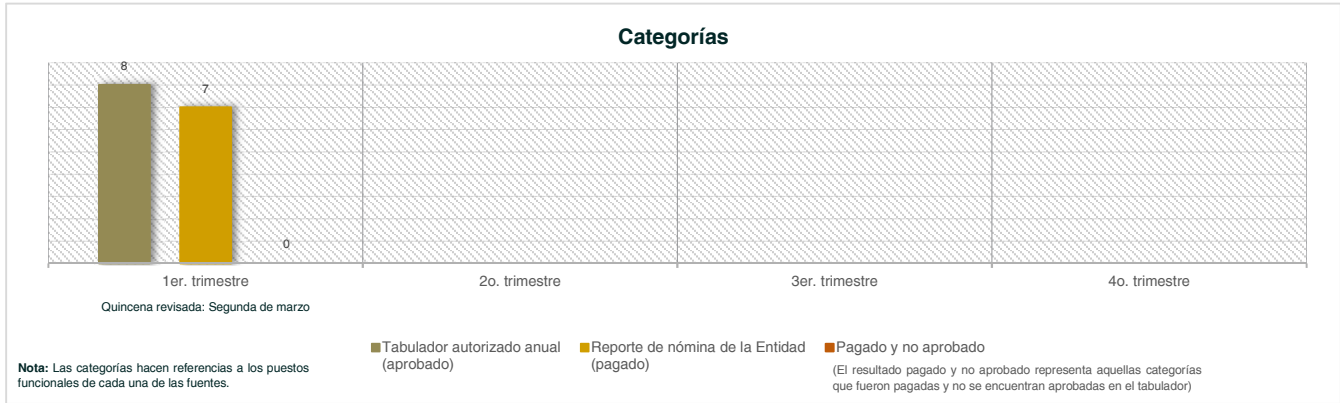 Categorías
8
7
0
1er. trimestre
2o. trimestre
3er. trimestre
4o. trimestre
Quincena revisada: Segunda de marzo
Tabulador autorizado anual
(aprobado)
Reporte de nómina de la Entidad
(pagado)
Pagado y no aprobado
(El resultado pagado y no aprobado representa aquellas categorías
que fueron pagadas y no se encuentran aprobadas en el tabulador)
Nota: Las categorías hacen referencias a los puestos
funcionales de cada una de las fuentes.